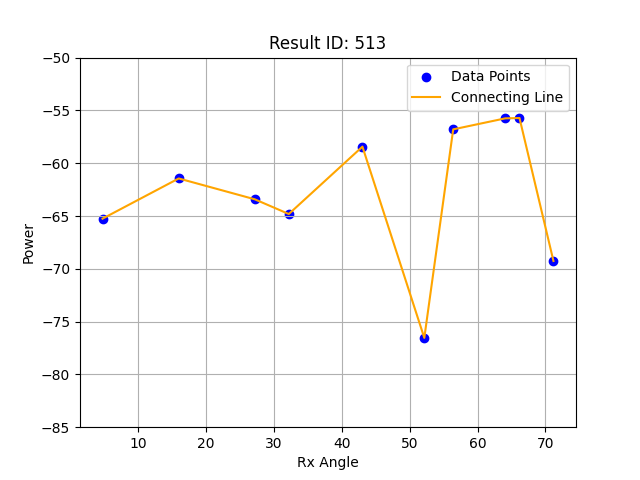 Result ID: 513
Data Points
Connecting Line
Power
−50
−55
−60
−65
−70
−75
−80
−85
10 20 30 40 50 60 70
Rx Angle